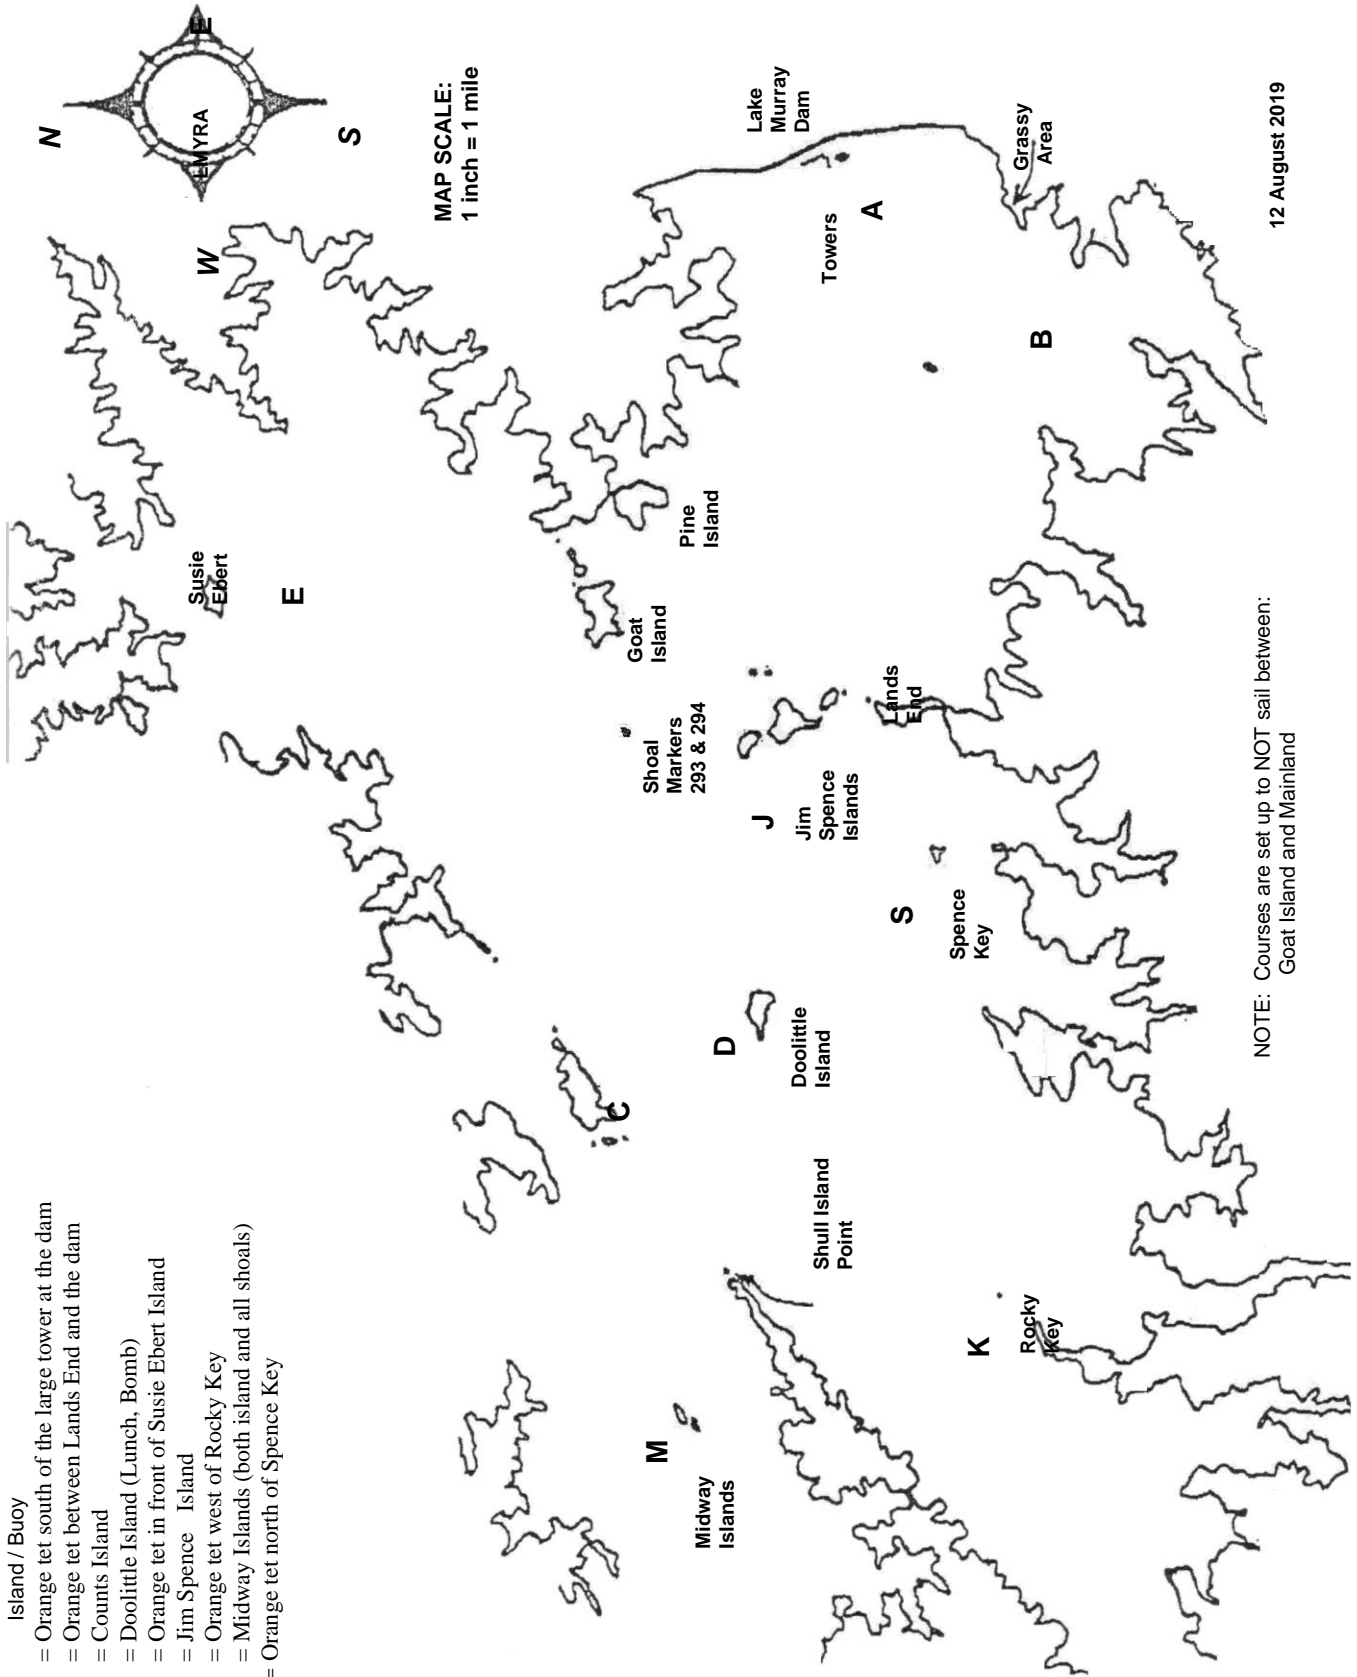 Island / Buoy
= Orange tet south of the large tower at the dam
= Orange tet between Lands End and the dam
= Counts Island
= Doolittle Island (Lunch, Bomb)
= Orange tet in front of Susie Ebert Island
= Jim Spence Island
= Orange tet west of Rocky Key
= Midway Islands (both island and all shoals)
= Orange tet north of Spence Key
N
E
LMYRA
S
W
MAP SCALE:
1 inch = 1 mile
Susie
Ebert
E
Lake
Murray
Dam
Towers
A
Grassy
Area
B
Pine
Island
Goat
Island
Shoal
Markers
293 & 294
Lands
End
J
Jim
Spence
Islands
S
Spence
Key
C
D
Doolittle
Island
Shull Island
Point
M
Midway
Islands
K
Rocky
Key
NOTE: Courses are set up to NOT sail between:
Goat Island and Mainland
12 August 2019